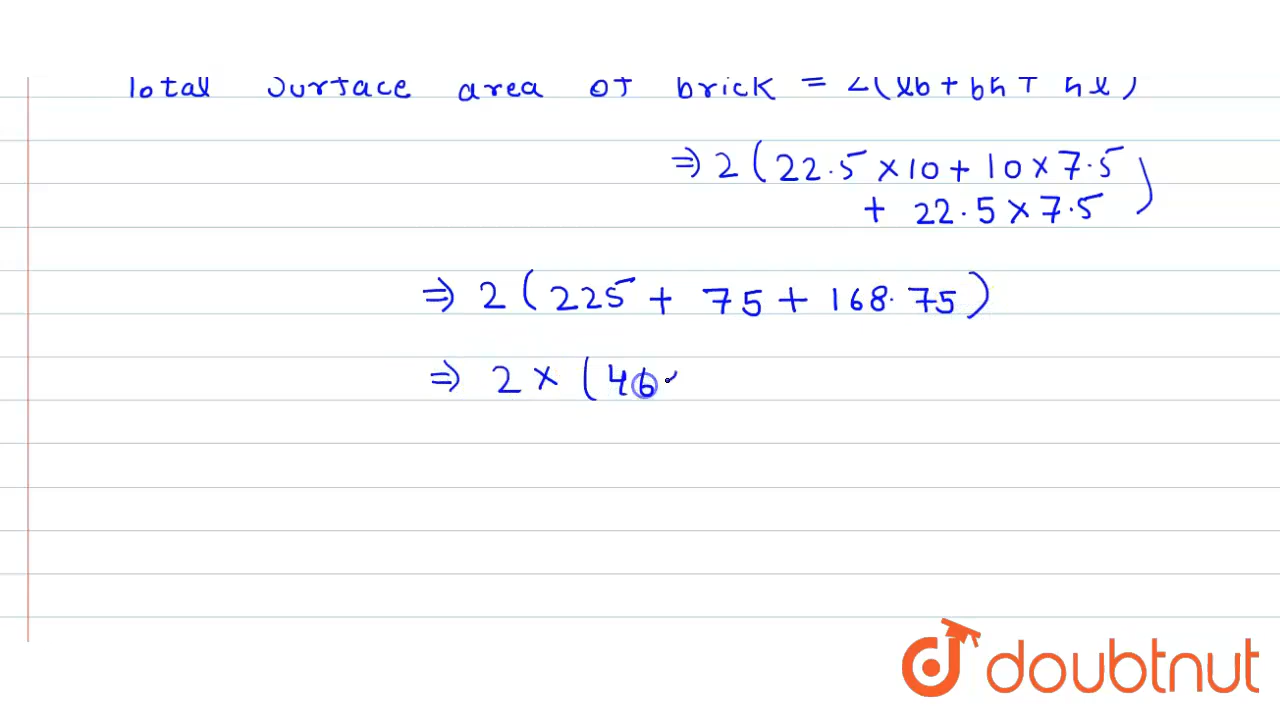 Total Surface area of brick = 2(lb + bh + hl)
⇒ 2 ( 22.5 × 10 + 10 × 7.5
+ 22.5 × 7.5 )
⇒ 2 ( 225 + 75 + 168.75 )
⇒ 2 × ( 46
doubtnut